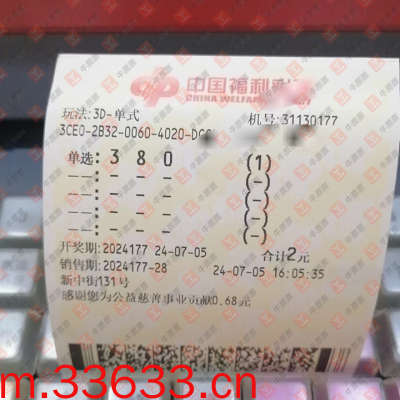 中国福利
CHINA WELFA
玩法:3D-单式
机号:31130177
3CE0-2B32-0060-4020-DC
单选: 3 8 0 (1)
--- - - - (-)
--- - - - (-)
--- - - - (-)
--- - - - (-)
开奖期:2024177 24-07-05 合计2元
销售期:2024177-28 24-07-05 16:05:35
新中街131号
感谢您为公益慈善事业贡献0.68元
m.33633.cn